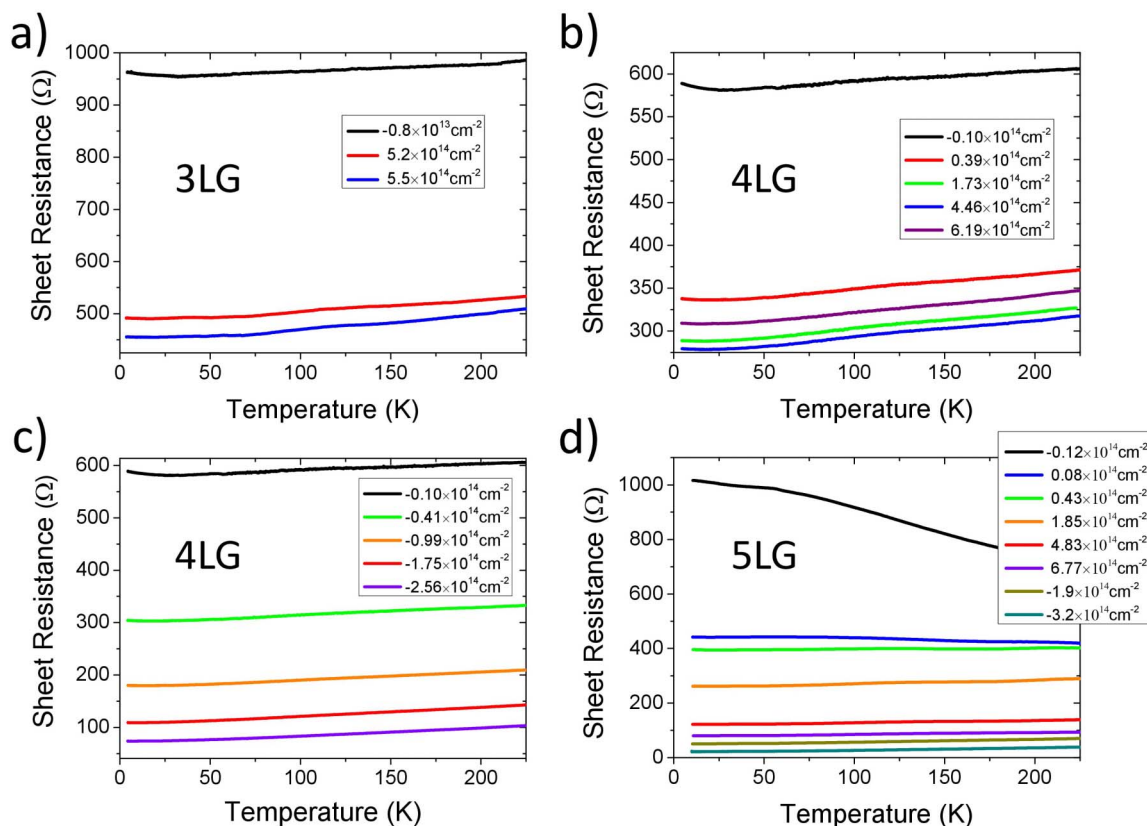 a)
Sheet Resistance (Ω)
1000
900
800
700
600
500
3LG
-0.8×10¹³cm⁻²
5.2×10¹⁴cm⁻²
5.5×10¹⁴cm⁻²
0 50 100 150 200
Temperature (K)
b)
Sheet Resistance (Ω)
600
550
500
450
400
350
300
4LG
-0.10×10¹⁴cm⁻²
0.39×10¹⁴cm⁻²
1.73×10¹⁴cm⁻²
4.46×10¹⁴cm⁻²
6.19×10¹⁴cm⁻²
0 50 100 150 200
Temperature (K)
c)
Sheet Resistance (Ω)
600
500
400
300
200
100
4LG
-0.10×10¹⁴cm⁻²
-0.41×10¹⁴cm⁻²
-0.99×10¹⁴cm⁻²
-1.75×10¹⁴cm⁻²
-2.56×10¹⁴cm⁻²
0 50 100 150 200
Temperature (K)
d)
Sheet Resistance (Ω)
1000
800
600
400
200
0
5LG
-0.12×10¹⁴cm⁻²
0.08×10¹⁴cm⁻²
0.43×10¹⁴cm⁻²
1.85×10¹⁴cm⁻²
4.83×10¹⁴cm⁻²
6.77×10¹⁴cm⁻²
-1.9×10¹⁴cm⁻²
-3.2×10¹⁴cm⁻²
0 50 100 150 200
Temperature (K)